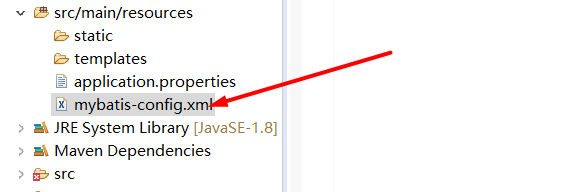 src/main/resources
static
templates
application.properties
mybatis-config.xml
JRE System Library [JavaSE-1.8]
Maven Dependencies
src